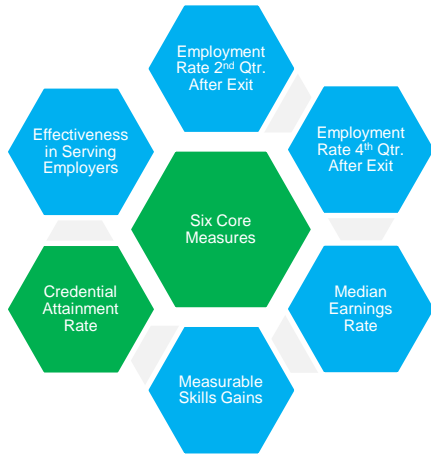 Employment
Rate 2nd Qtr.
After Exit
Effectiveness
in Serving
Employers
Employment
Rate 4th Qtr.
After Exit
Six Core
Measures
Credential
Attainment
Rate
Median
Earnings
Rate
Measurable
Skills Gains